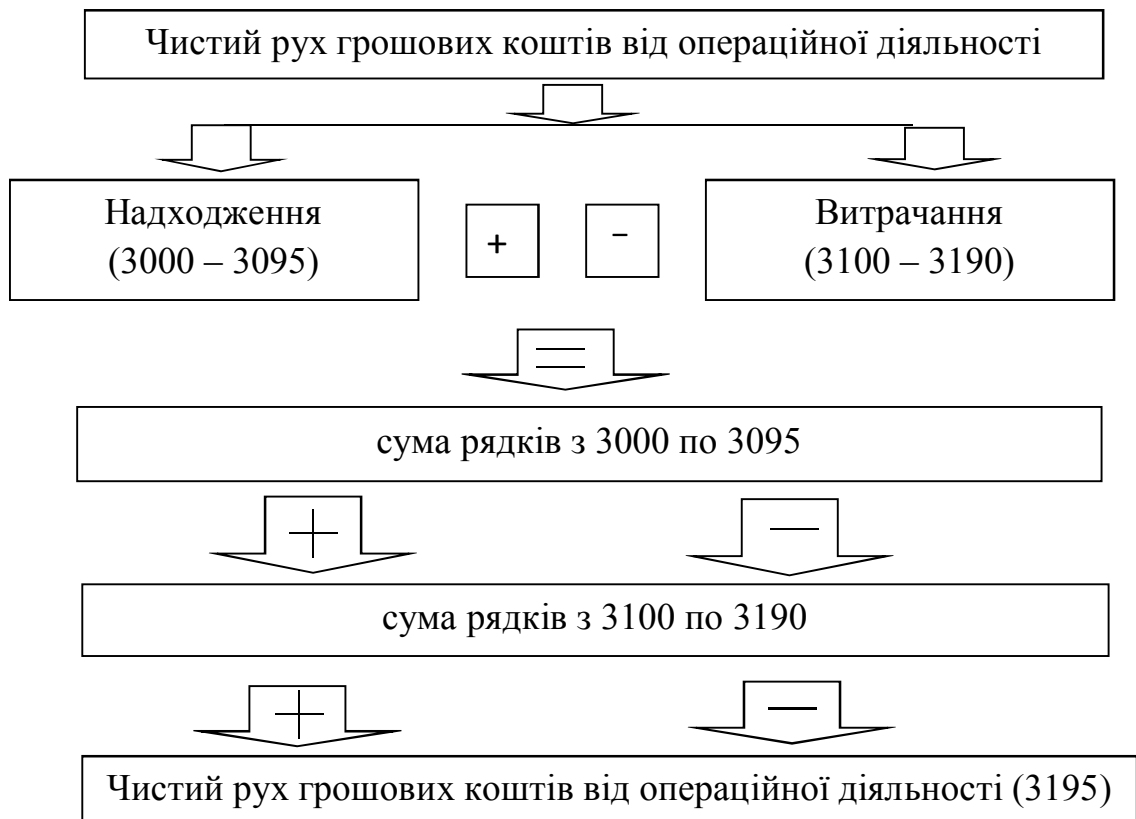 Чистий рух грошових коштів від операційної діяльності
Надходження
(3000 – 3095)
+
-
Витрачання
(3100 – 3190)
=
сума рядків з 3000 по 3095
+
—
сума рядків з 3100 по 3190
+
—
Чистий рух грошових коштів від операційної діяльності (3195)